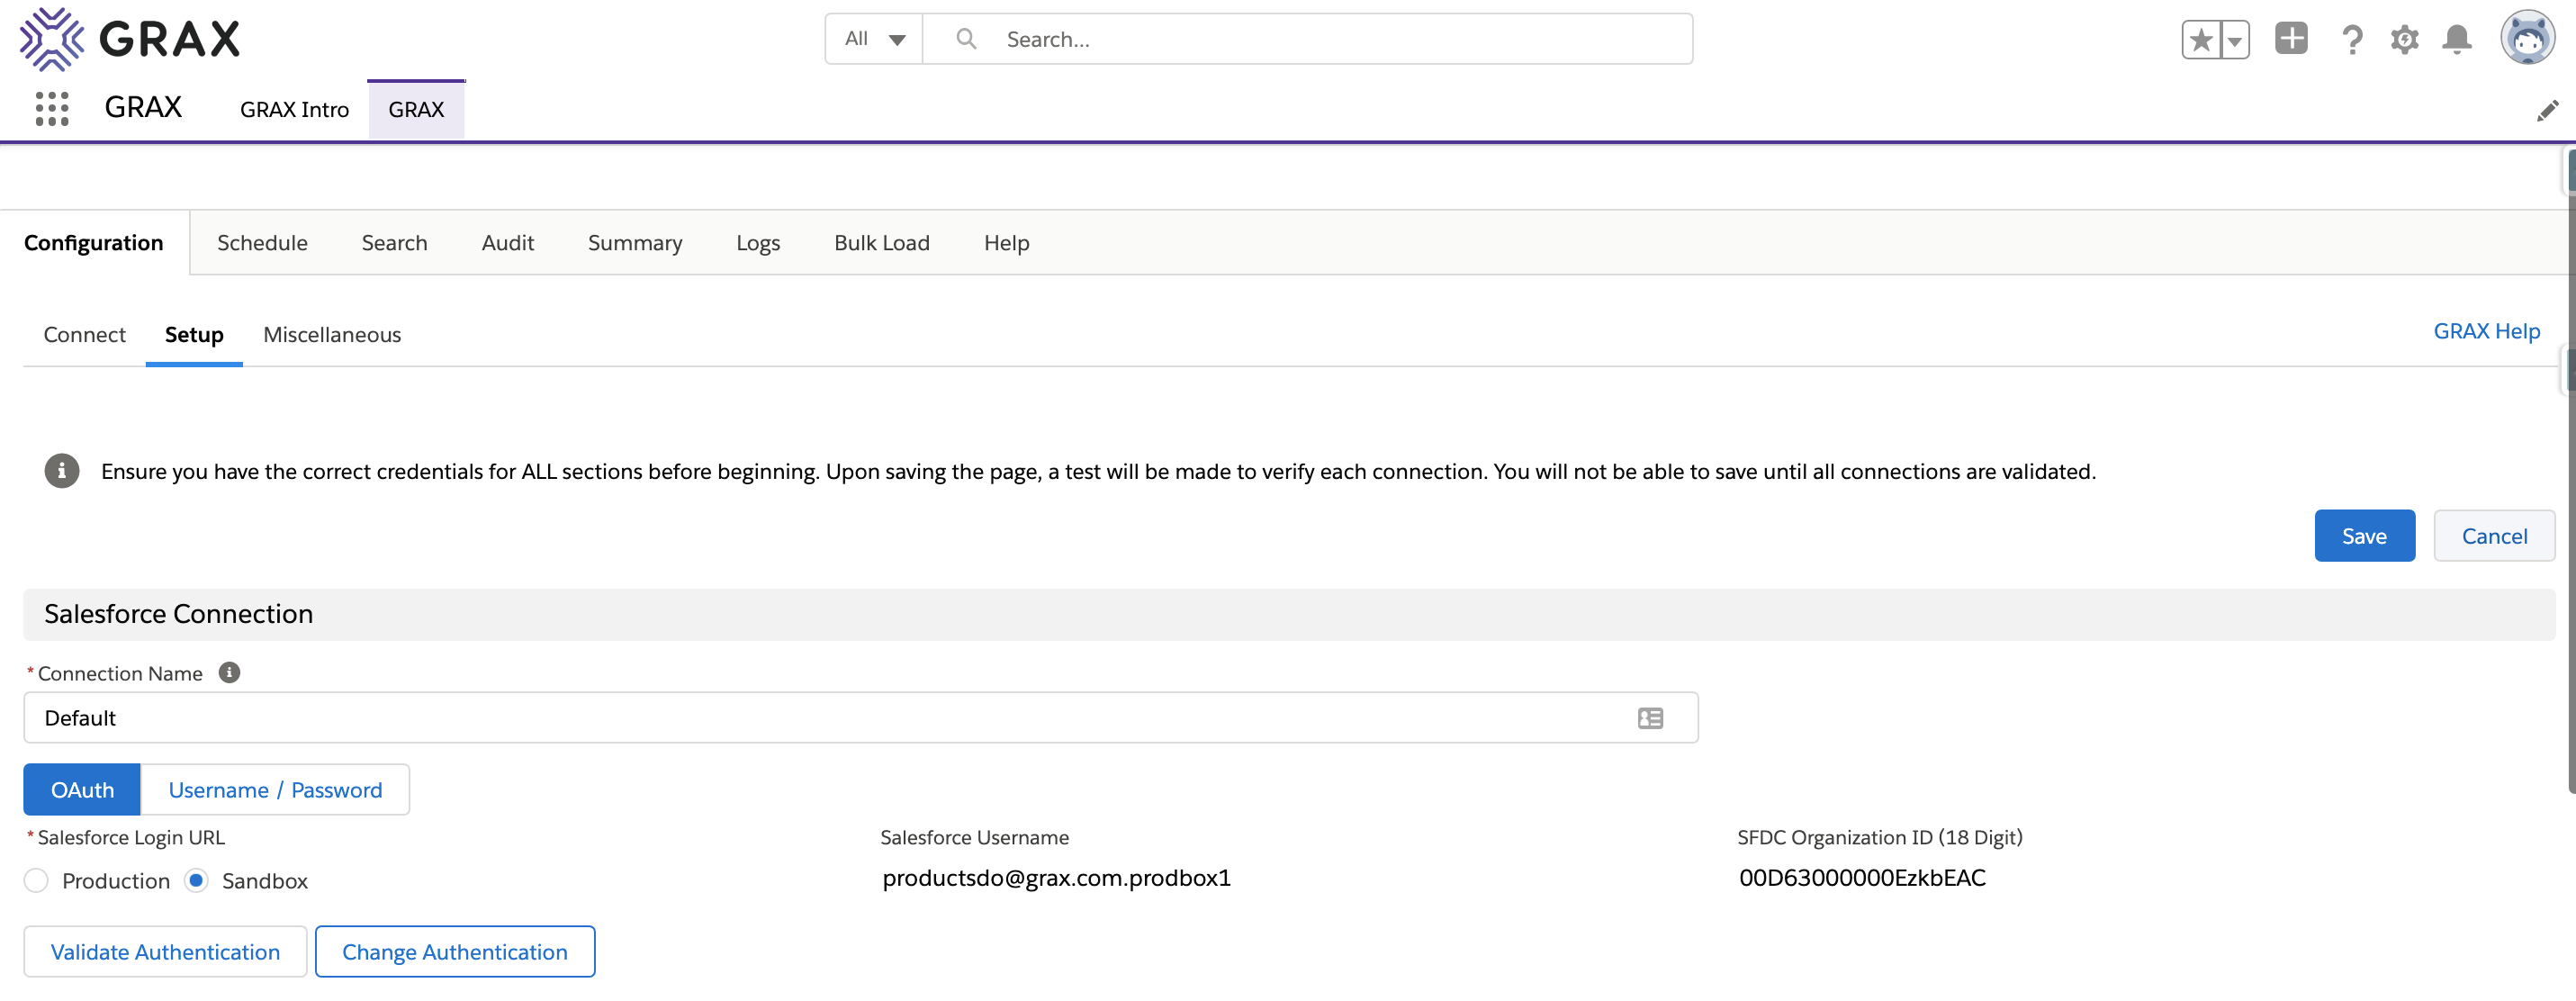 GRAX
All
Search...
GRAX
GRAX Intro
GRAX
Configuration
Schedule
Search
Audit
Summary
Logs
Bulk Load
Help
Connect
Setup
Miscellaneous
GRAX Help
Ensure you have the correct credentials for ALL sections before beginning. Upon saving the page, a test will be made to verify each connection. You will not be able to save until all connections are validated.
Save
Cancel
Salesforce Connection
* Connection Name
Default
OAuth
Username / Password
* Salesforce Login URL
Salesforce Username
SFDC Organization ID (18 Digit)
Production
Sandbox
productsdo@grax.com.prodbox1
00D63000000EzkbEAC
Validate Authentication
Change Authentication